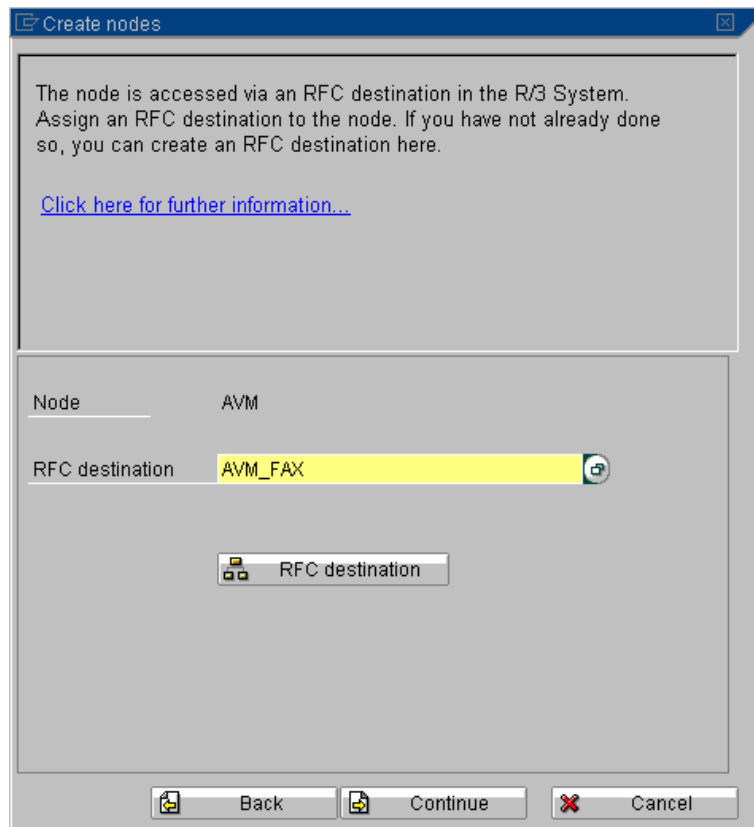 Create nodes
The node is accessed via an RFC destination in the R/3 System.
Assign an RFC destination to the node. If you have not already done
so, you can create an RFC destination here.
Click here for further information...
Node AVM
RFC destination AVM_FAX
RFC destination
Back Continue Cancel